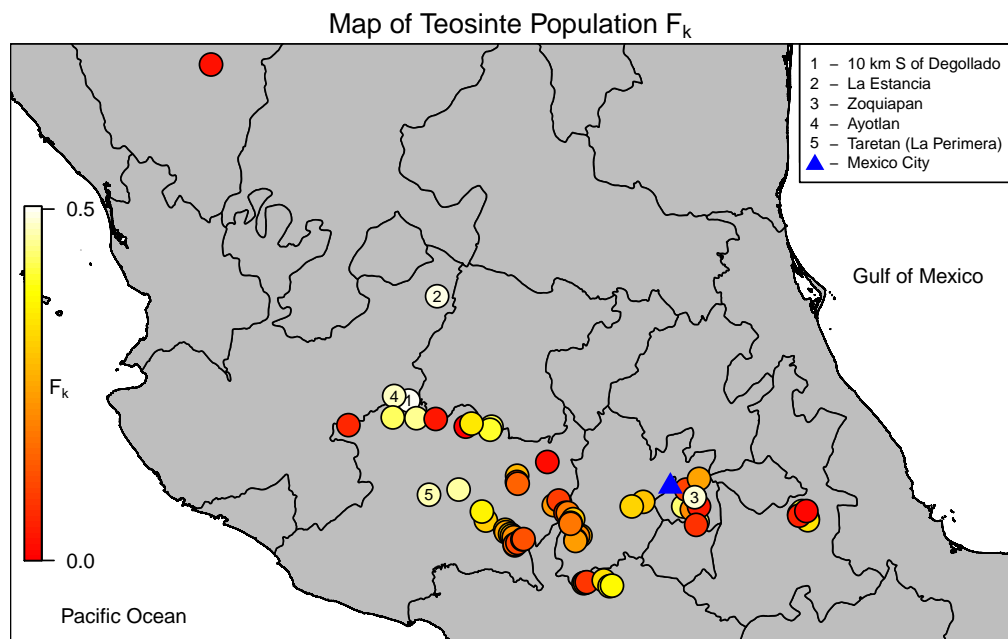 Map of Teosinte Population Fk
1 – 10 km S of Degollado
2 – La Estancia
3 – Zoquiapan
4 – Ayotlan
5 – Taretan (La Perimera)
– Mexico City
0.5
Fk
0.0
Gulf of Mexico
Pacific Ocean
2
4
1
5
3